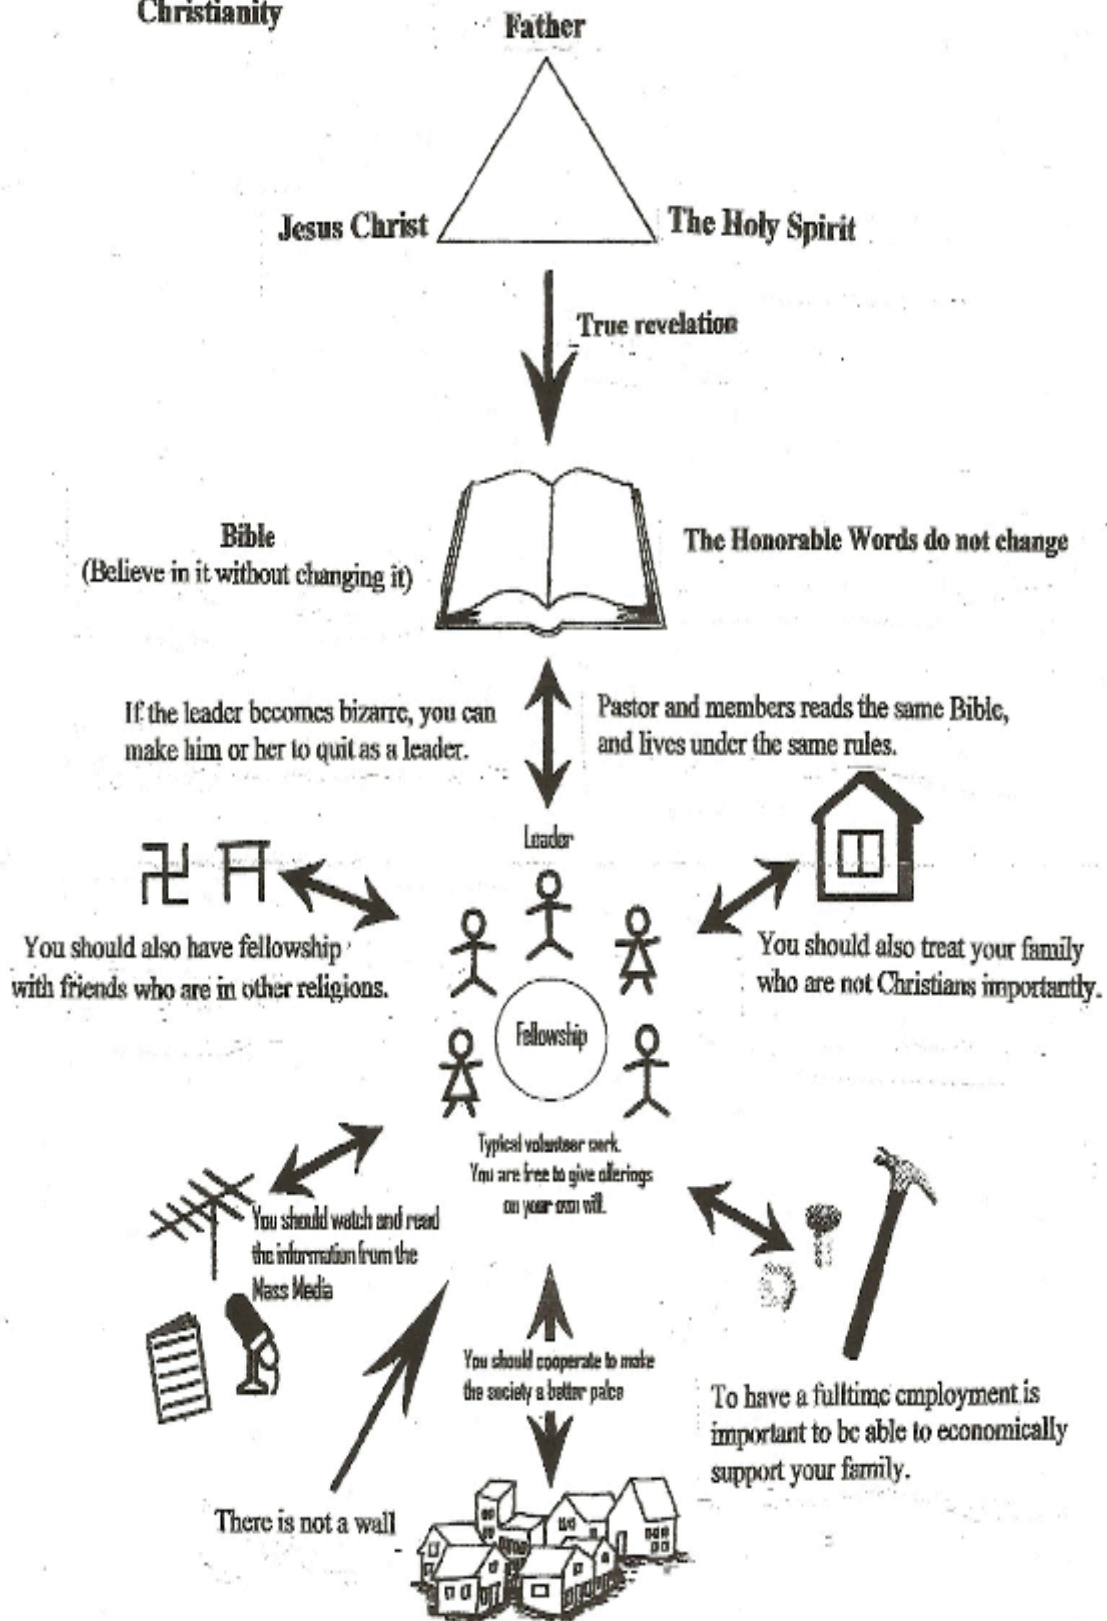 Christianity
Father
Jesus Christ
The Holy Spirit
True revelation
Bible
(Believe in it without changing it)
The Honorable Words do not change
If the leader becomes bizarre, you can
make him or her to quit as a leader.
Pastor and members reads the same Bible,
and lives under the same rules.
Leader
卍
You should also have fellowship
with friends who are in other religions.
You should also treat your family
who are not Christians importantly.
Fellowship
Typical volunteer work.
You are free to give offerings
on your own will.
You should watch and read
the information from the
Mass Media
You should cooperate to make
the society a better palce
To have a fulltime employment is
important to be able to economically
support your family.
There is not a wall